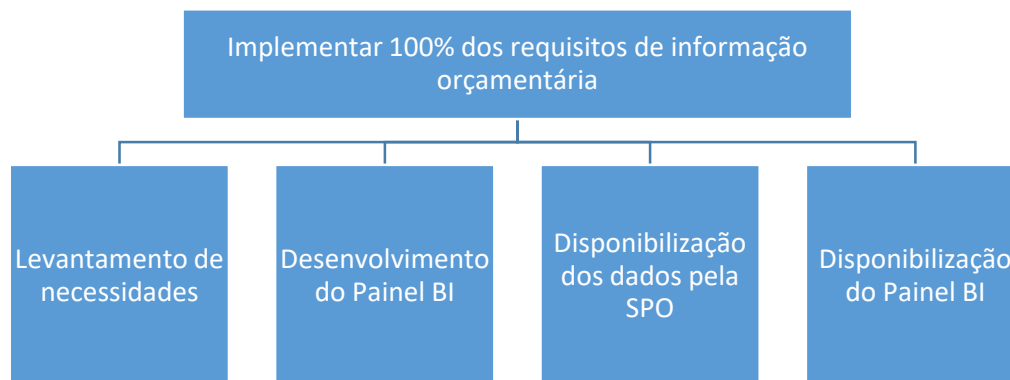 Implementar 100% dos requisitos de informação
orçamentária
Levantamento de
necessidades
Desenvolvimento
do Painel BI
Disponibilização
dos dados pela
SPO
Disponibilização
do Painel BI